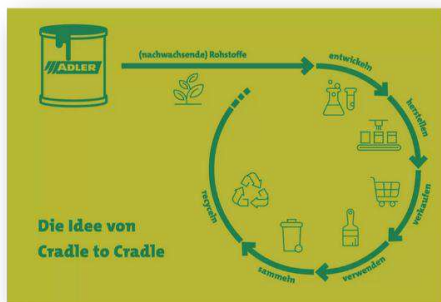 ADLER
(nachwachsende) Rohstoffe
entwickeln
herstellen
verkaufen
verwenden
sammeln
recyceln
Die Idee von
Cradle to Cradle